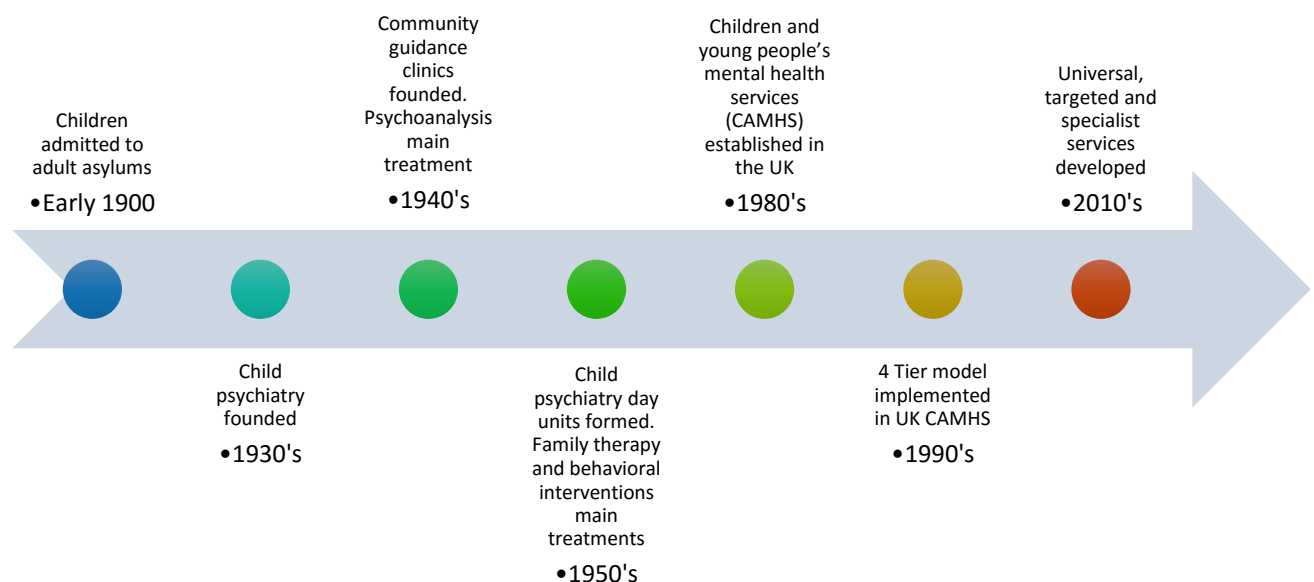 Children
admitted to
adult asylums
•Early 1900
Child
psychiatry
founded
•1930's
Community
guidance
clinics
founded.
Psychoanalysis
main
treatment
•1940's
Child
psychiatry day
units formed.
Family therapy
and behavioral
interventions
main
treatments
•1950's
Children and
young people’s
mental health
services
(CAMHS)
established in
the UK
•1980's
4 Tier model
implemented
in UK CAMHS
•1990's
Universal,
targeted and
specialist
services
developed
•2010's